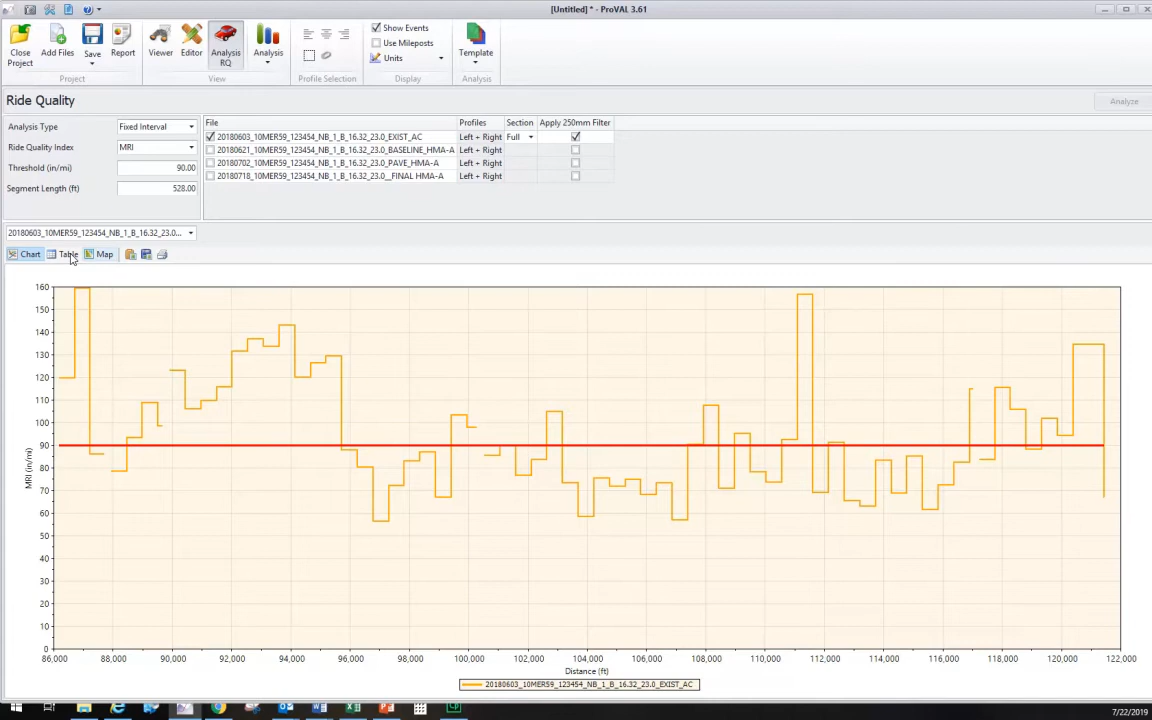 [Untitled] * - ProVAL 3.61
Close Project
Add Files
Save
Report
Viewer
Editor
Analysis RQ
Analysis
Show Events
Use Mileposts
Units
Template
Project
View
Profile Selection
Display
Analysis
Ride Quality
Analyze
Analysis Type Fixed Interval
Ride Quality Index MRI
Threshold (in/mi) 90.00
Segment Length (ft) 528.00
File Profiles Section Apply 250mm Filter
20180603_10MER59_123454_NB_1_B_16.32_23.0_EXIST_AC Left + Right Full
20180621_10MER59_123454_NB_1_B_16.32_23.0_BASELINE_HMA-A Left + Right
20180702_10MER59_123454_NB_1_B_16.32_23.0_PAVE_HMA-A Left + Right
20180718_10MER59_123454_NB_1_B_16.32_23.0__FINAL HMA-A Left + Right
20180603_10MER59_123454_NB_1_B_16.32_23.0...
Chart Table Map
160
150
140
130
120
110
100
90
80
70
60
50
40
30
20
10
0
MRI (in/mi)
86,000 88,000 90,000 92,000 94,000 96,000 98,000 100,000 102,000 104,000 106,000 108,000 110,000 112,000 114,000 116,000 118,000 120,000 122,000
Distance (ft)
20180603_10MER59_123454_NB_1_B_16.32_23.0_EXIST_AC
7/22/2019